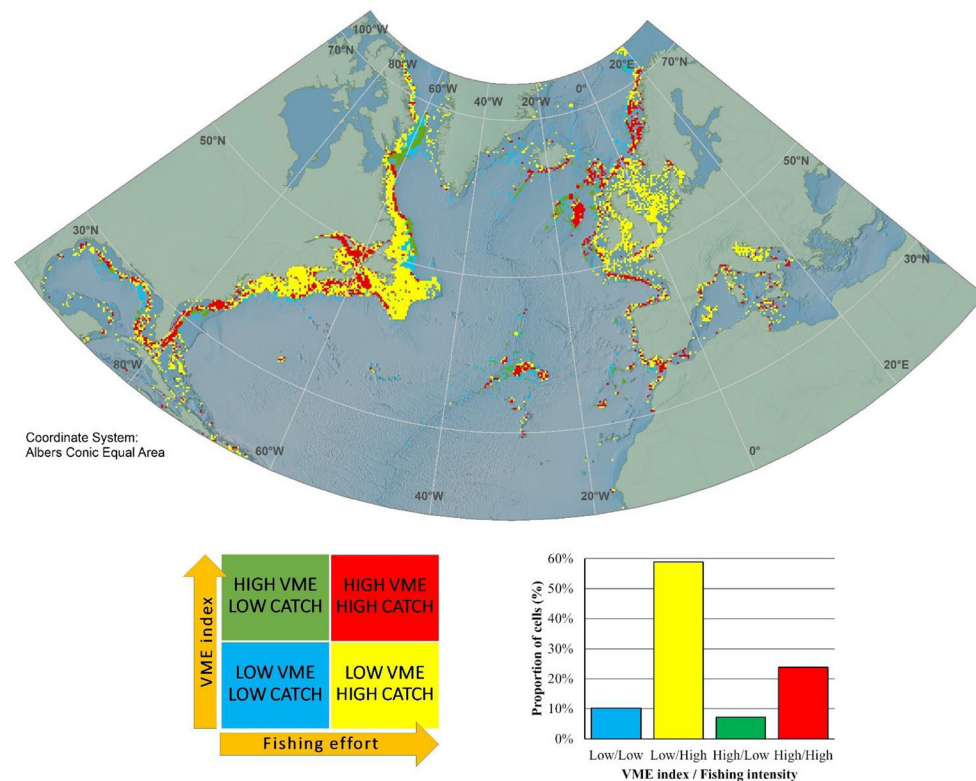 100°W
70°N
80°W
60°W
40°W
20°W
0°
20°E
70°N
50°N
50°N
30°N
30°N
80°W
20°E
Coordinate System:
Albers Conic Equal Area
60°W
0°
40°W
20°W
VME index
HIGH VME
LOW CATCH
HIGH VME
HIGH CATCH
LOW VME
LOW CATCH
LOW VME
HIGH CATCH
Fishing effort
Proportion of cells (%)
60%
50%
40%
30%
20%
10%
0%
Low/Low
Low/High
High/Low
High/High
VME index / Fishing intensity